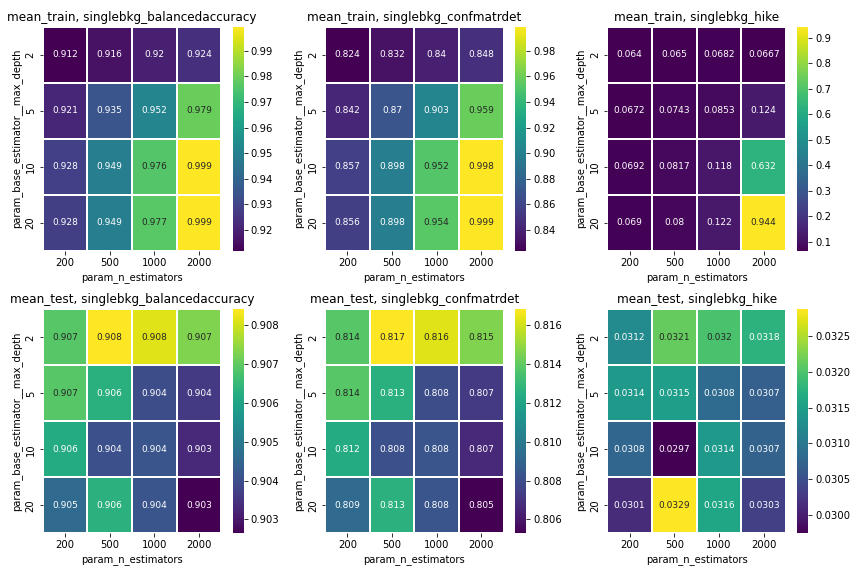 mean_train, singlebkg_balancedaccuracy
param_base_estimator__max_depth
2 0.912 0.916 0.92 0.924
5 0.921 0.935 0.952 0.979
10 0.928 0.949 0.976 0.999
20 0.928 0.949 0.977 0.999
200 500 1000 2000
param_n_estimators
0.99
0.98
0.97
0.96
0.95
0.94
0.93
0.92
mean_train, singlebkg_confmatrdet
2 0.824 0.832 0.84 0.848
5 0.842 0.87 0.903 0.959
10 0.857 0.898 0.952 0.998
20 0.856 0.898 0.954 0.999
200 500 1000 2000
param_n_estimators
0.98
0.96
0.94
0.92
0.90
0.88
0.86
0.84
mean_train, singlebkg_hike
param_base_estimator__max_depth
2 0.064 0.065 0.0682 0.0667
5 0.0672 0.0743 0.0853 0.124
10 0.0692 0.0817 0.118 0.632
20 0.069 0.08 0.122 0.944
200 500 1000 2000
param_n_estimators
0.9
0.8
0.7
0.6
0.5
0.4
0.3
0.2
0.1
mean_test, singlebkg_balancedaccuracy
param_base_estimator__max_depth
2 0.907 0.908 0.908 0.907
5 0.907 0.906 0.904 0.904
10 0.906 0.904 0.904 0.903
20 0.905 0.906 0.904 0.903
200 500 1000 2000
param_n_estimators
0.908
0.907
0.906
0.905
0.904
0.903
mean_test, singlebkg_confmatrdet
param_base_estimator__max_depth
2 0.814 0.817 0.816 0.815
5 0.814 0.813 0.808 0.807
10 0.812 0.808 0.808 0.807
20 0.809 0.813 0.808 0.805
200 500 1000 2000
param_n_estimators
0.816
0.814
0.812
0.810
0.808
0.806
mean_test, singlebkg_hike
param_base_estimator__max_depth
2 0.0312 0.0321 0.032 0.0318
5 0.0314 0.0315 0.0308 0.0307
10 0.0308 0.0297 0.0314 0.0307
20 0.0301 0.0329 0.0316 0.0303
200 500 1000 2000
param_n_estimators
0.0325
0.0320
0.0315
0.0310
0.0305
0.0300